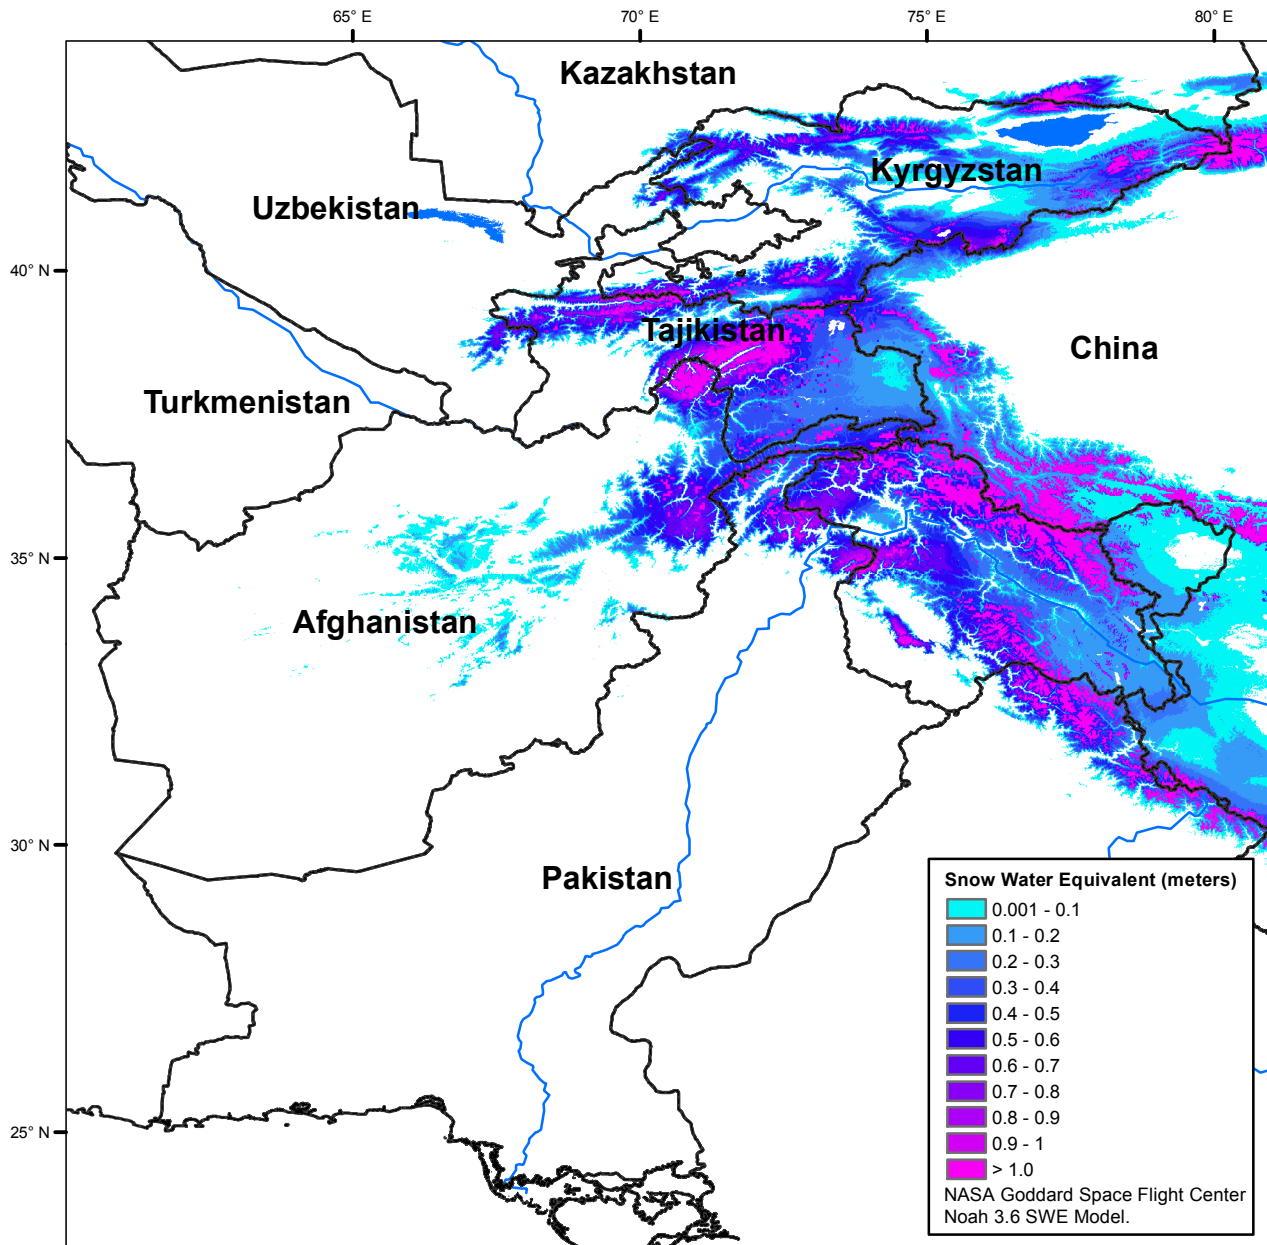 65° E
70° E
75° E
80° E
Kazakhstan
Kyrgyzstan
Uzbekistan
40° N
Tajikistan
China
Turkmenistan
35° N
Afghanistan
30° N
Pakistan
Snow Water Equivalent (meters)
0.001 - 0.1
0.1 - 0.2
0.2 - 0.3
0.3 - 0.4
0.4 - 0.5
0.5 - 0.6
0.6 - 0.7
0.7 - 0.8
0.8 - 0.9
0.9 - 1
> 1.0
NASA Goddard Space Flight Center
Noah 3.6 SWE Model.
25° N